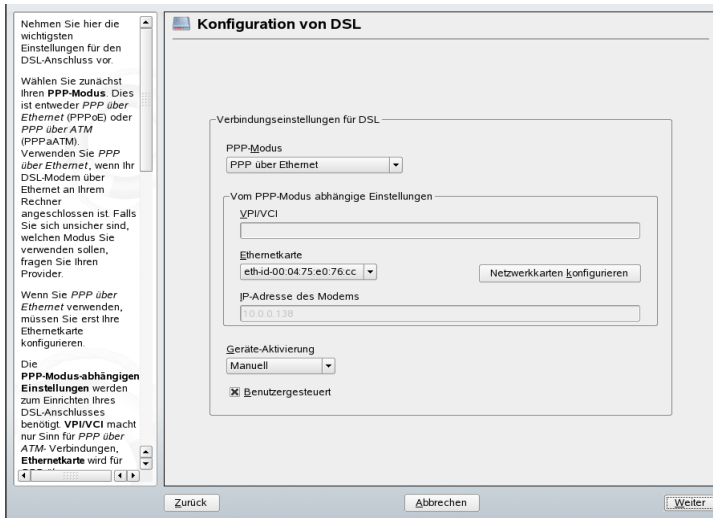 Nehmen Sie hier die
wichtigsten
Einstellungen für den
DSL-Anschluss vor.
Wählen Sie zunächst
Ihren PPP-Modus. Dies
ist entweder PPP über
Ethernet (PPPoE) oder
PPP über ATM
(PPPaATM).
Verwenden Sie PPP
über Ethernet, wenn Ihr
DSL-Modem über
Ethernet an Ihrem
Rechner
angeschlossen ist. Falls
Sie sich unsicher sind,
welchen Modus Sie
verwenden sollen,
fragen Sie Ihren
Provider.
Wenn Sie PPP über
Ethernet verwenden,
müssen Sie erst Ihre
Ethernetkarte
konfigurieren.
Die
PPP-Modus-abhängigen
Einstellungen werden
zum Einrichten Ihres
DSL-Anschlusses
benötigt. VPI/VCI macht
nur Sinn für PPP über
ATM- Verbindungen,
Ethernetkarte wird für
Konfiguration von DSL
Verbindungseinstellungen für DSL
PPP-Modus
PPP über Ethernet
Vom PPP-Modus abhängige Einstellungen
VPI/VCI
Ethernetkarte
eth-id-00:04:75:e0:76:cc
Netzwerkkarten konfigurieren
IP-Adresse des Modems
10.0.0.138
Geräte-Aktivierung
Manuell
Benutzergesteuert
Zurück
Abbrechen
Weiter